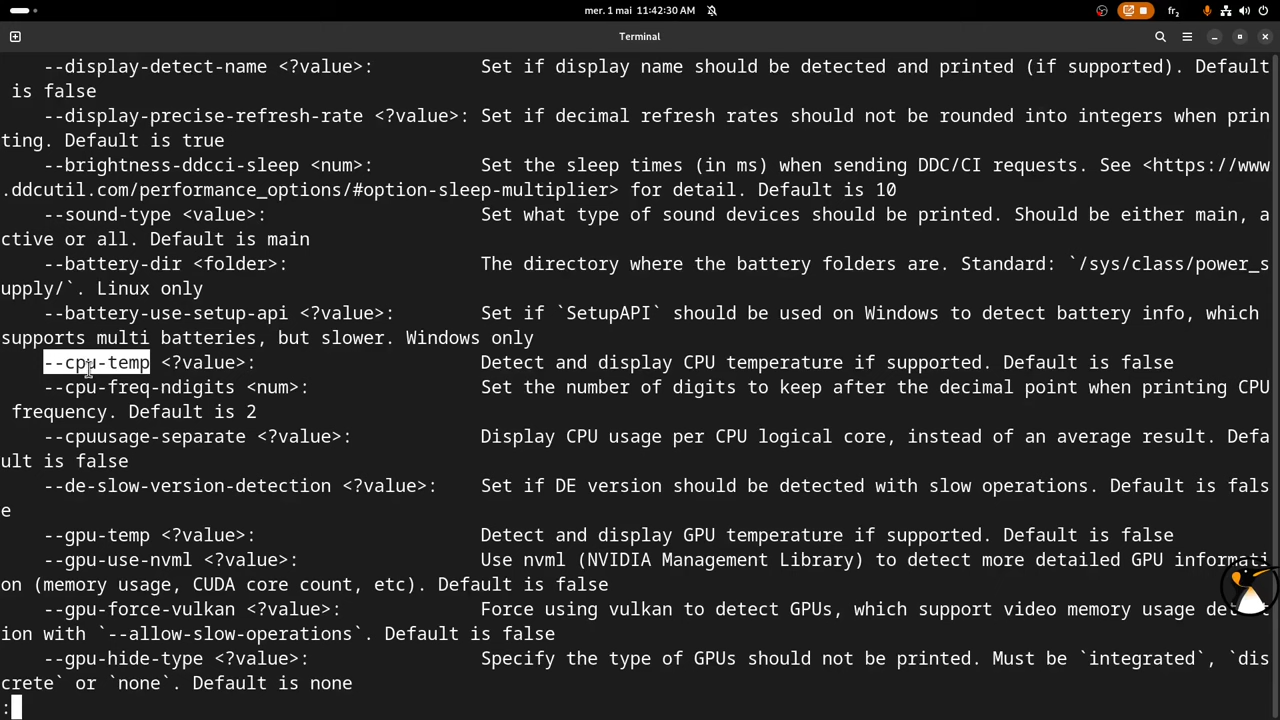 mer. 1 mai 11:42:30 AM
fr₂
Terminal
--display-detect-name <?value>: Set if display name should be detected and printed (if supported). Default
is false
--display-precise-refresh-rate <?value>: Set if decimal refresh rates should not be rounded into integers when prin
ting. Default is true
--brightness-ddcci-sleep <num>: Set the sleep times (in ms) when sending DDC/CI requests. See <https://www
.ddcutil.com/performance_options/#option-sleep-multiplier> for detail. Default is 10
--sound-type <value>: Set what type of sound devices should be printed. Should be either main, a
ctive or all. Default is main
--battery-dir <folder>: The directory where the battery folders are. Standard: `/sys/class/power_s
upply/`. Linux only
--battery-use-setup-api <?value>: Set if `SetupAPI` should be used on Windows to detect battery info, which
supports multi batteries, but slower. Windows only
--cpu-temp <?value>: Detect and display CPU temperature if supported. Default is false
--cpu-freq-ndigits <num>: Set the number of digits to keep after the decimal point when printing CPU
frequency. Default is 2
--cpuusage-separate <?value>: Display CPU usage per CPU logical core, instead of an average result. Defa
ult is false
--de-slow-version-detection <?value>: Set if DE version should be detected with slow operations. Default is fals
e
--gpu-temp <?value>: Detect and display GPU temperature if supported. Default is false
--gpu-use-nvml <?value>: Use nvml (NVIDIA Management Library) to detect more detailed GPU informati
on (memory usage, CUDA core count, etc). Default is false
--gpu-force-vulkan <?value>: Force using vulkan to detect GPUs, which support video memory usage
ion with `--allow-slow-operations`. Default is false
--gpu-hide-type <?value>: Specify the type of GPUs should not be printed. Must be `integrated`, `dis
crete` or `none`. Default is none
: